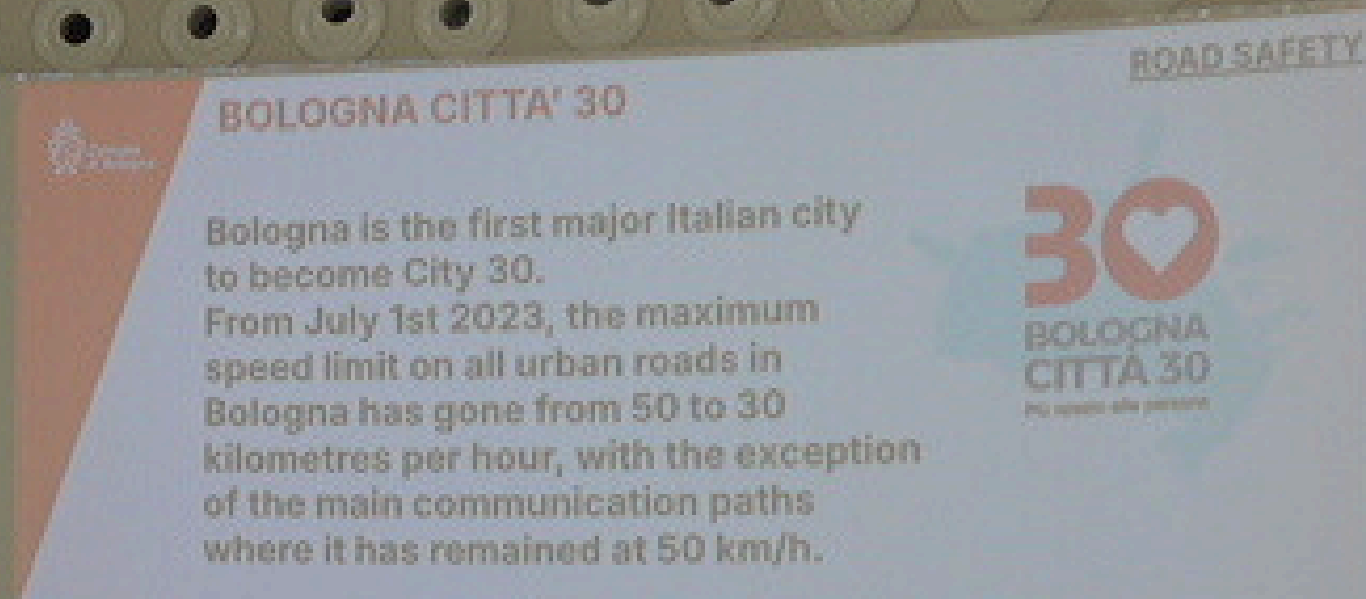 ROAD SAFETY
BOLOGNA CITTA' 30
Bologna is the first major Italian city
to become City 30.
From July 1st 2023, the maximum
speed limit on all urban roads in
Bologna has gone from 50 to 30
kilometres per hour, with the exception
of the main communication paths
where it has remained at 50 km/h.
30
BOLOGNA
CITTÀ 30